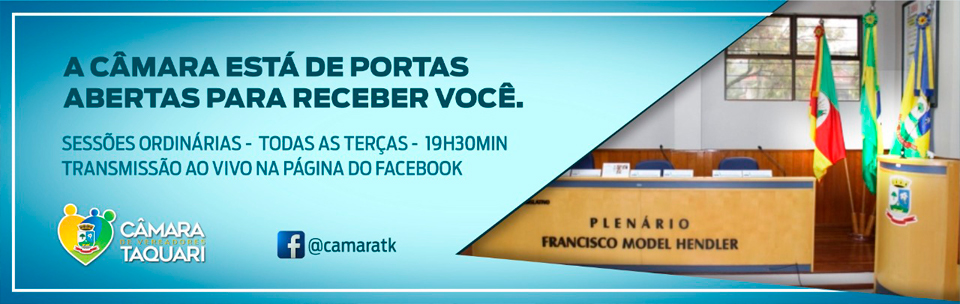 A CÂMARA ESTÁ DE PORTAS
ABERTAS PARA RECEBER VOCÊ.
SESSÕES ORDINÁRIAS - TODAS AS TERÇAS - 19H30MIN
TRANSMISSÃO AO VIVO NA PÁGINA DO FACEBOOK
CÂMARA
DE VEREADORES
TAQUARI
f @camaratk
PLENÁRIO
FRANCISCO MODEL HENDLER